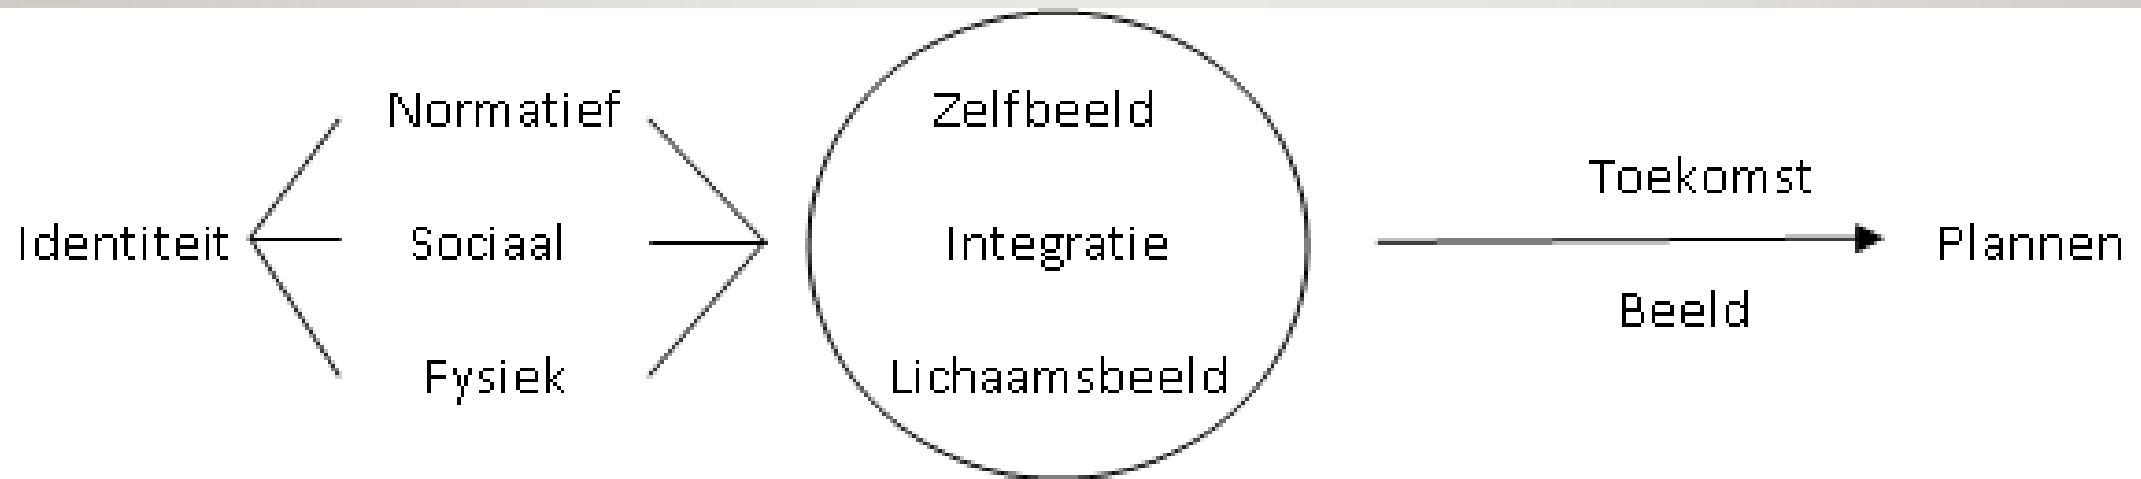 Normatief
Zelfbeeld
Toekomst
Identiteit
Sociaal
Integratie
Plannen
Beeld
Fysiek
Lichaamsbeeld